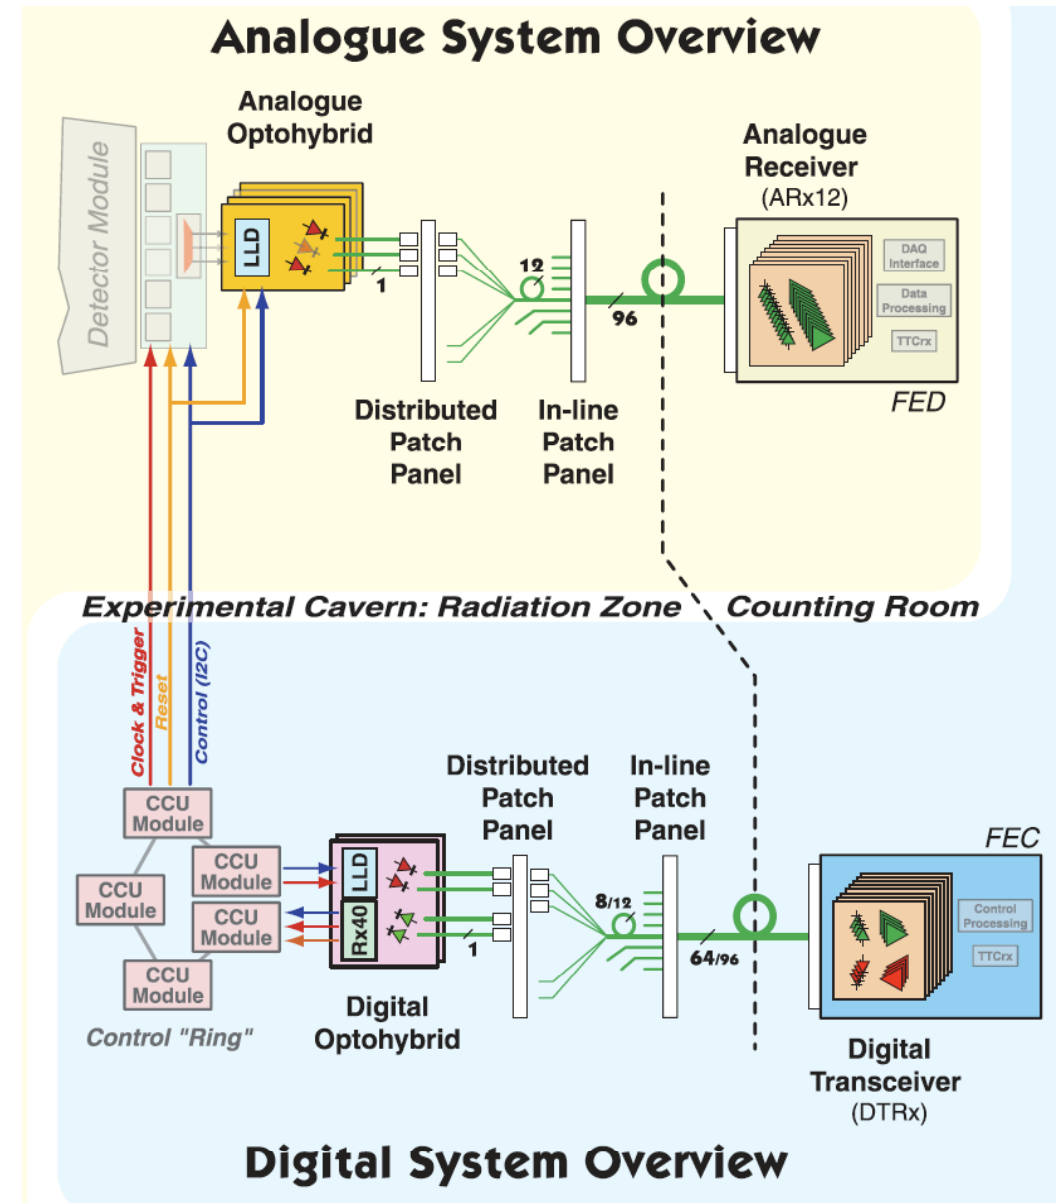 Analogue System Overview
Analogue
Optohybrid
Detector Module
LLD
1
12
96
Analogue
Receiver
(ARx12)
DAQ
Interface
Data
Processing
TTCrx
FED
Distributed
Patch
Panel
In-line
Patch
Panel
Experimental Cavern: Radiation Zone
Counting Room
Clock & Trigger
Reset
Control (I2C)
CCU
Module
CCU
Module
CCU
Module
CCU
Module
CCU
Module
Control "Ring"
LLD
Rx40
1
Digital
Optohybrid
Distributed
Patch
Panel
In-line
Patch
Panel
8/12
64/96
FEC
Control
Processing
TTCrx
Digital
Transceiver
(DTRx)
Digital System Overview